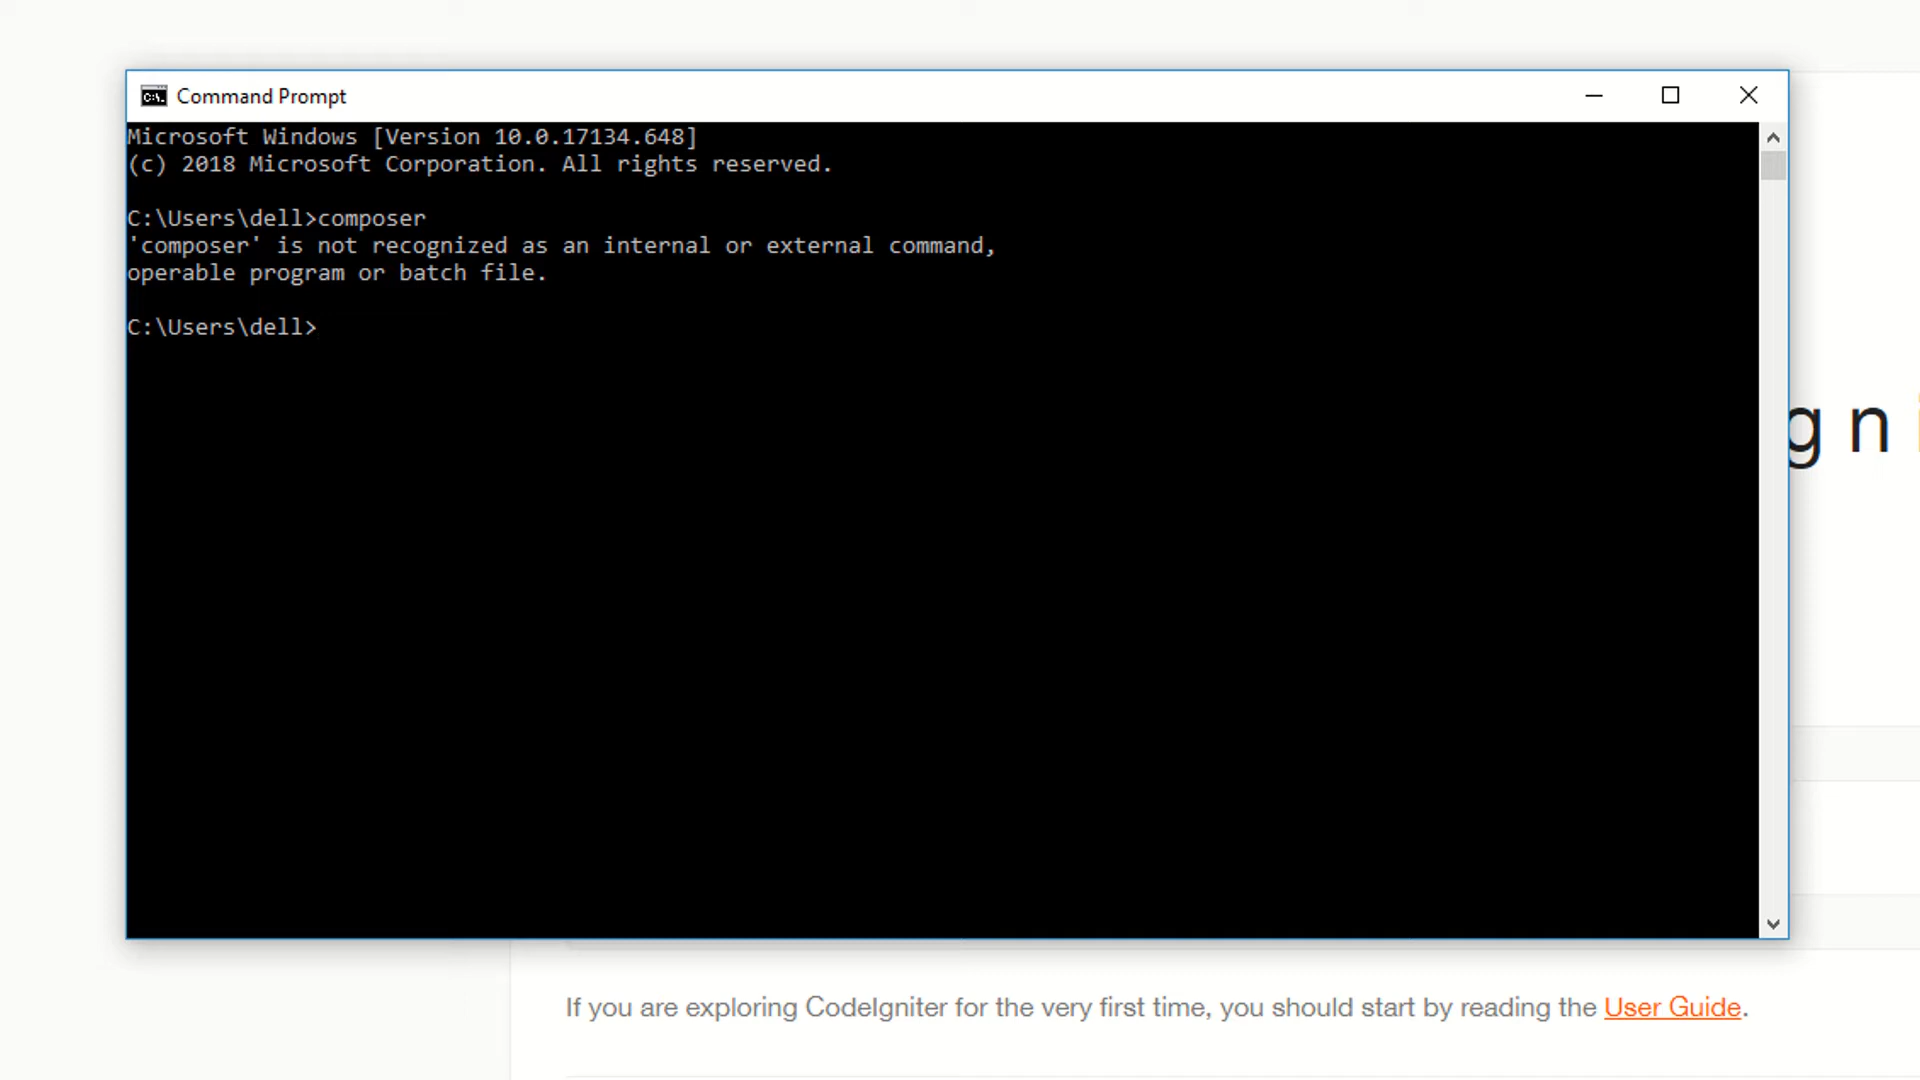 Command Prompt
Microsoft Windows [Version 10.0.17134.648]
(c) 2018 Microsoft Corporation. All rights reserved.
C:\Users\dell>composer
'composer' is not recognized as an internal or external command,
operable program or batch file.
C:\Users\dell>
gn
If you are exploring CodeIgniter for the very first time, you should start by reading the User Guide.